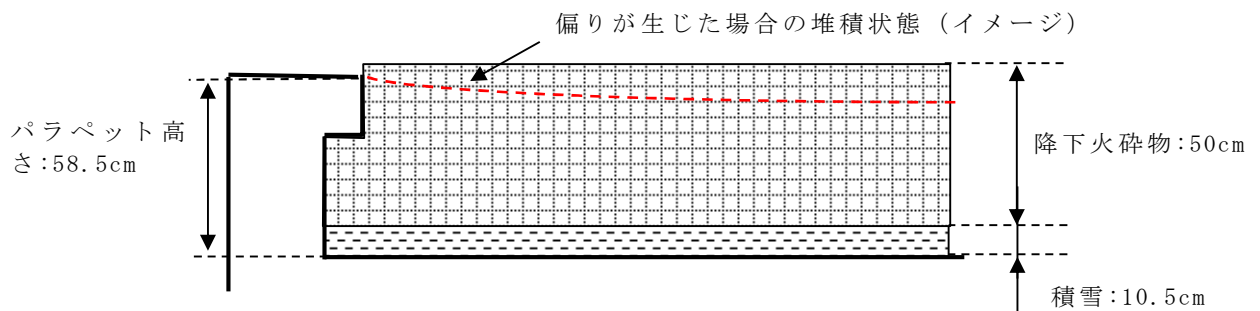 偏りが生じた場合の堆積状態（イメージ）
パラペット高
さ:58.5cm
降下火砕物:50cm
積雪:10.5cm